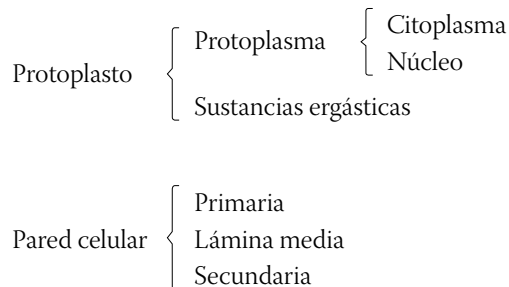 Protoplasto
Protoplasma
Citoplasma
Núcleo
Sustancias ergásticas
Pared celular
Primaria
Lámina media
Secundaria